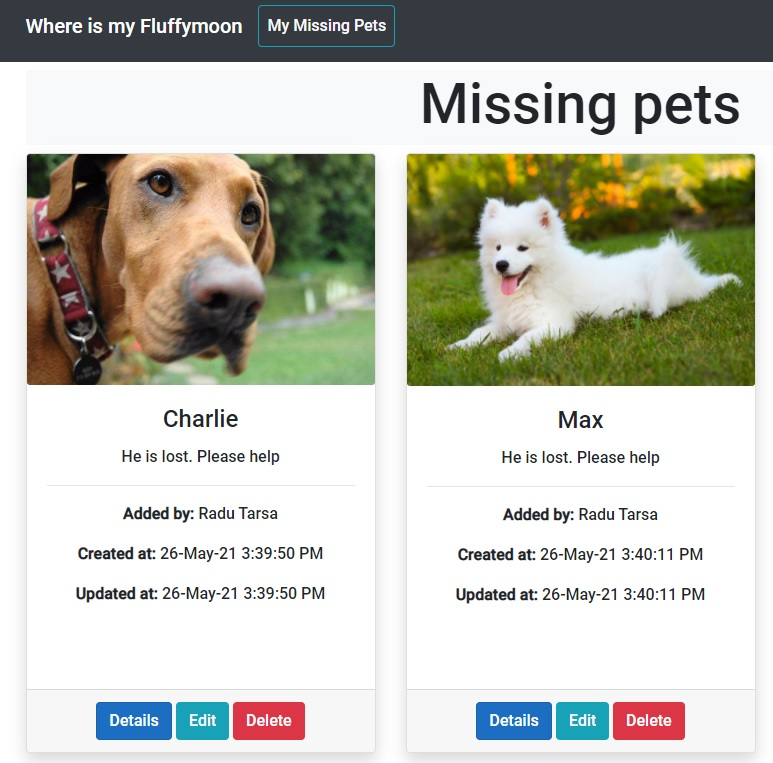 Where is my Fluffymoon My Missing Pets
Missing pets
Charlie
He is lost. Please help
Added by: Radu Tarsa
Created at: 26-May-21 3:39:50 PM
Updated at: 26-May-21 3:39:50 PM
Details Edit Delete
Max
He is lost. Please help
Added by: Radu Tarsa
Created at: 26-May-21 3:40:11 PM
Updated at: 26-May-21 3:40:11 PM
Details Edit Delete